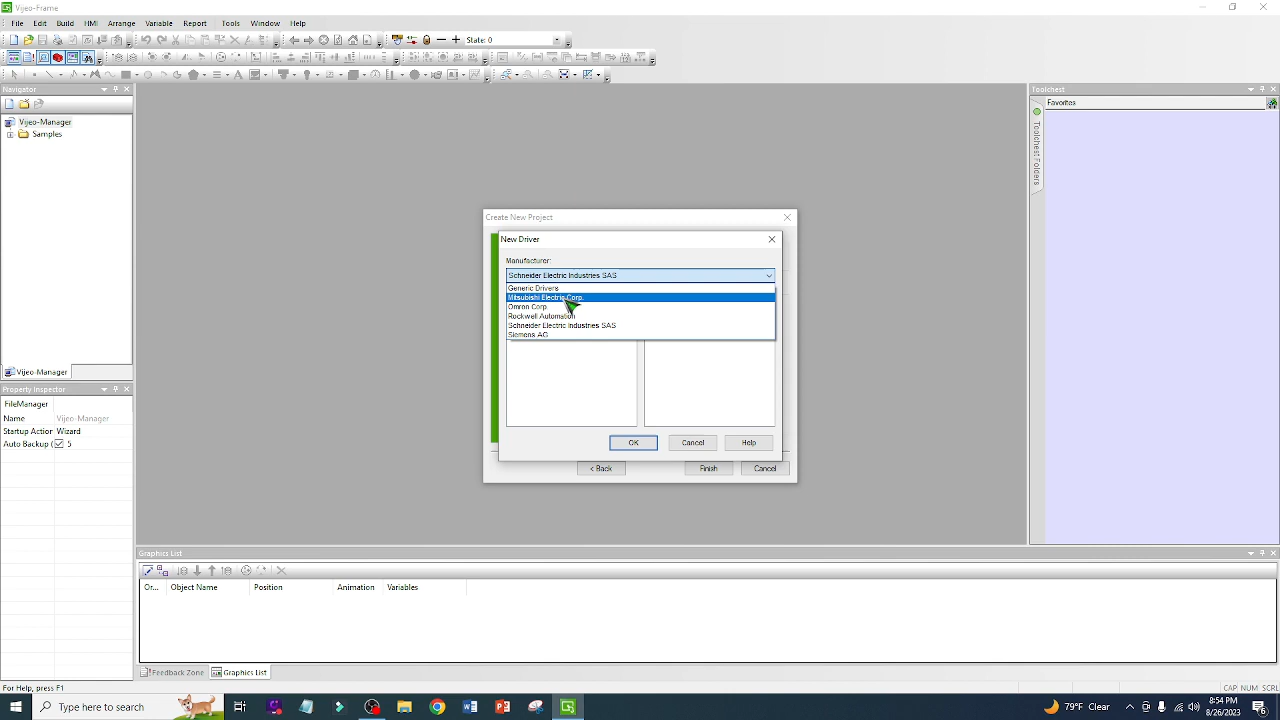 Vijeo-Frame
File Edit Build HMI Arrange Variable Report Tools Window Help
State: 0
Navigator
Toolchest
Vijeo-Manager
Favorites
Samples
Toolchest Folders
Create New Project
New Driver
Manufacturer:
Schneider Electric Industries SAS
Generic Drivers
Mitsubishi Electric Corp.
Omron Corp.
Rockwell Automation
Schneider Electric Industries SAS
Siemens AG
Vijeo-Manager
Property Inspector
FileManager
Name Vijeo-Manager
Startup Action Wizard
Auto Backup ( 5
OK Cancel Help
< Back Finish Cancel
Graphics List
Or... Object Name Position Animation Variables
Feedback Zone Graphics List
For Help, press F1
CAP NUM SCRL
Type here to search
79°F Clear
8:54 PM
8/26/2023